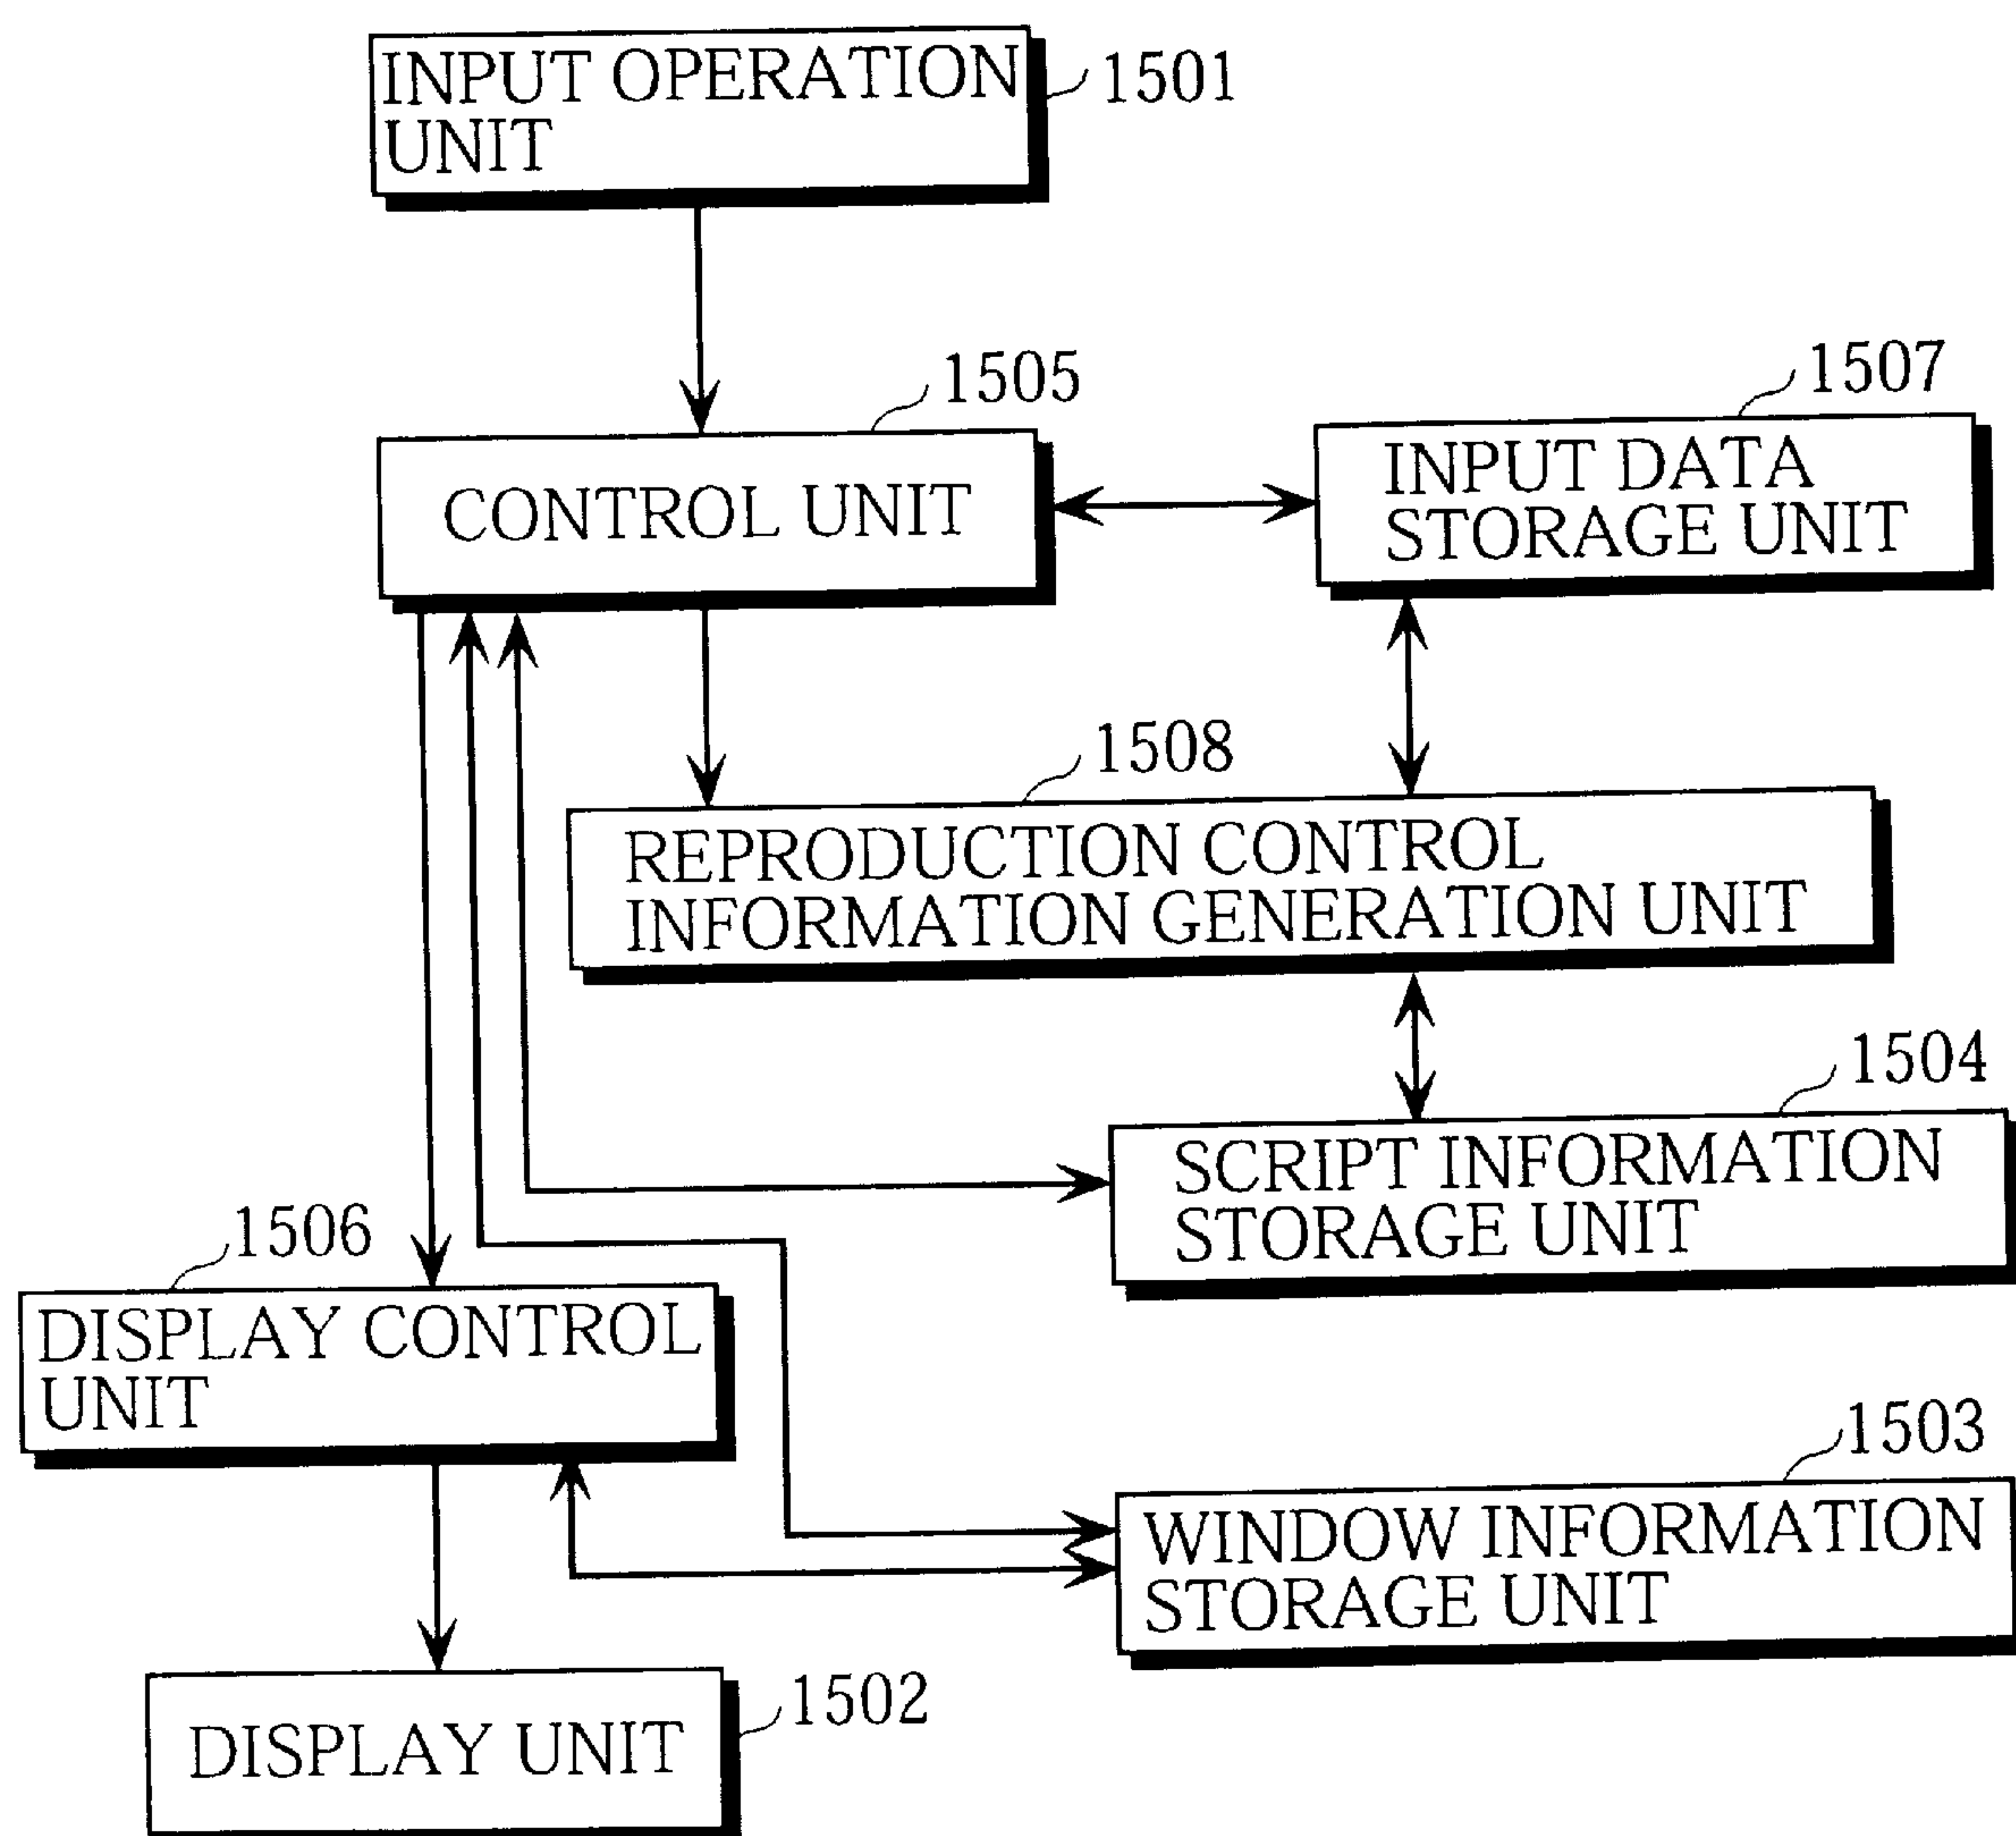 INPUT OPERATION
UNIT
1501
1505
CONTROL UNIT
1507
INPUT DATA
STORAGE UNIT
1508
REPRODUCTION CONTROL
INFORMATION GENERATION UNIT
1504
SCRIPT INFORMATION
STORAGE UNIT
1506
DISPLAY CONTROL
UNIT
1503
WINDOW INFORMATION
STORAGE UNIT
1502
DISPLAY UNIT